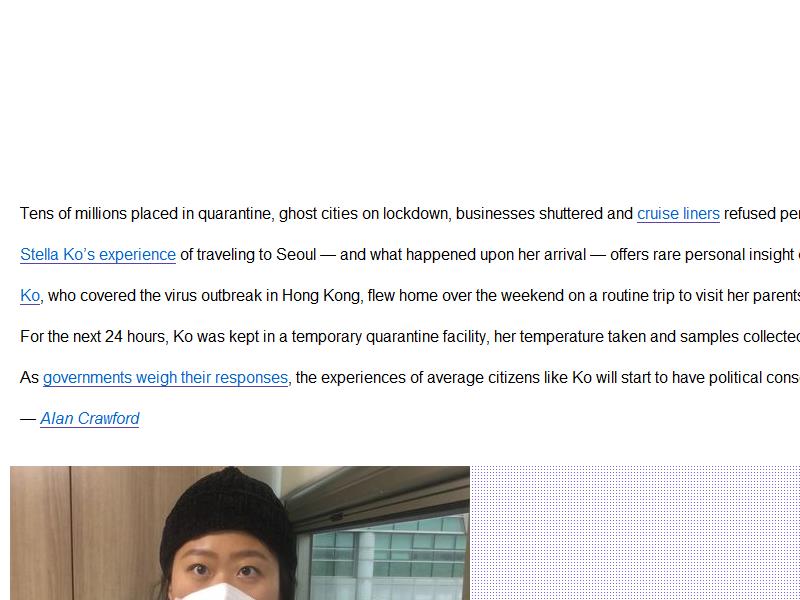 Tens of millions placed in quarantine, ghost cities on lockdown, businesses shuttered and cruise liners refused
Stella Ko’s experience of traveling to Seoul — and what happened upon her arrival — offers rare personal insight
Ko, who covered the virus outbreak in Hong Kong, flew home over the weekend on a routine trip to visit her parents
For the next 24 hours, Ko was kept in a temporary quarantine facility, her temperature taken and samples collected
As governments weigh their responses, the experiences of average citizens like Ko will start to have political
— Alan Crawford